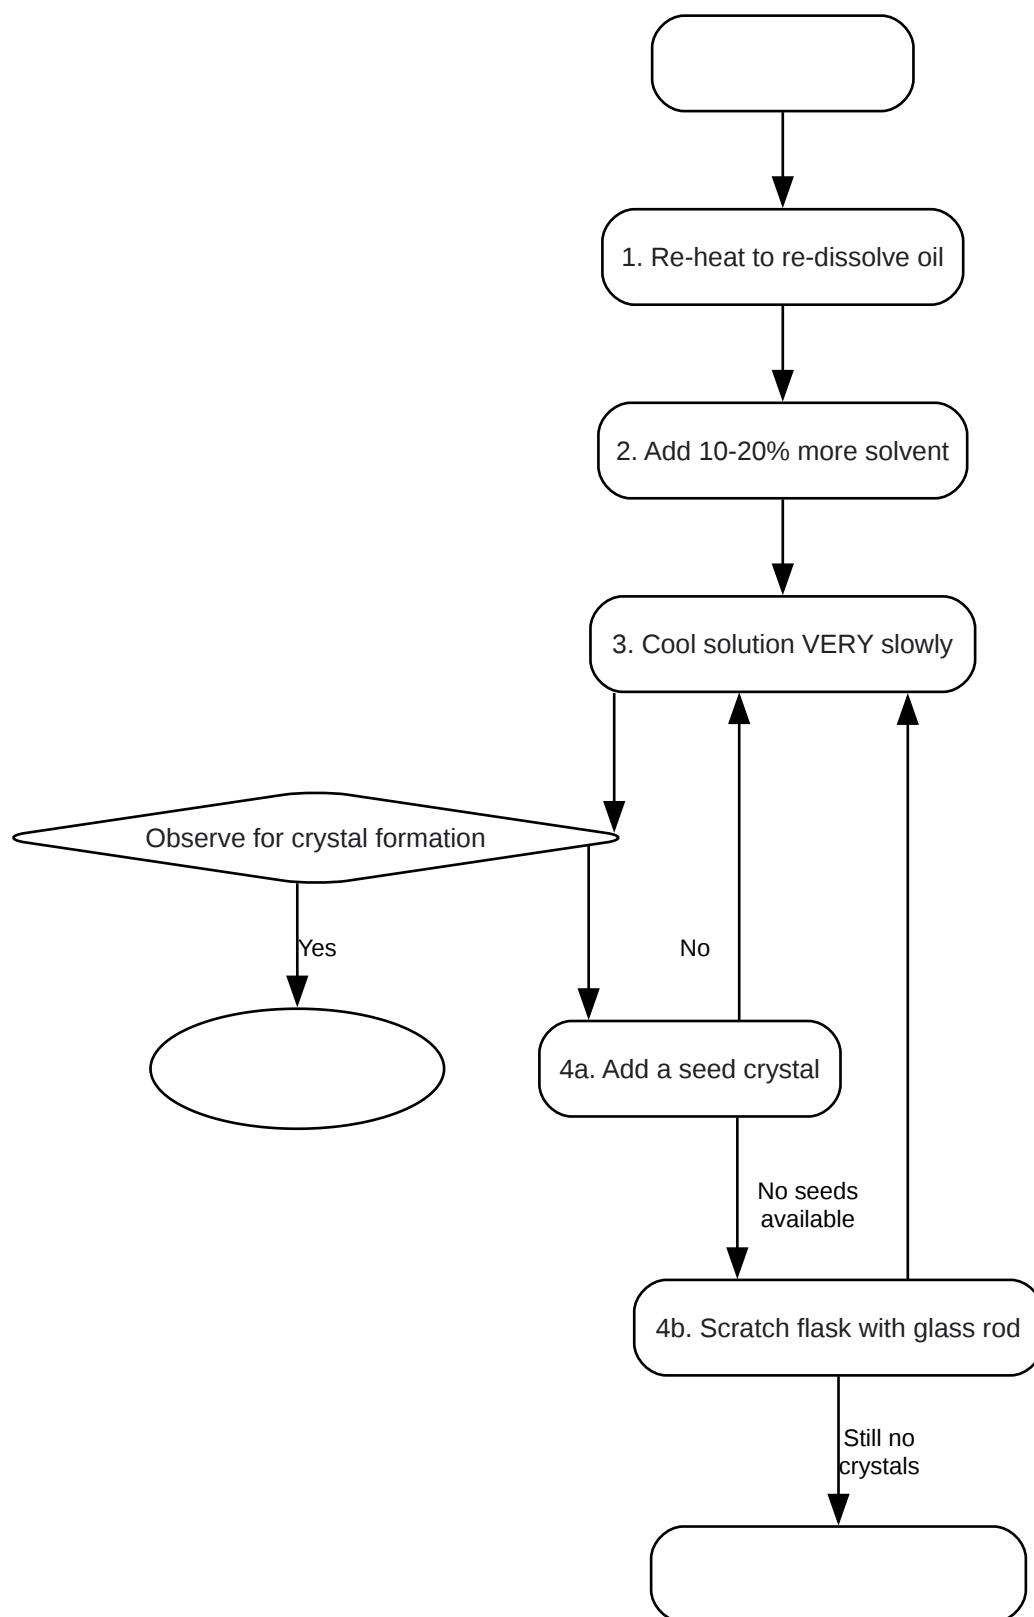 1. Re-heat to re-dissolve oil
2. Add 10-20% more solvent
3. Cool solution VERY slowly
Observe for crystal formation
Yes
No
4a. Add a seed crystal
No seeds
available
4b. Scratch flask with glass rod
Still no
crystals